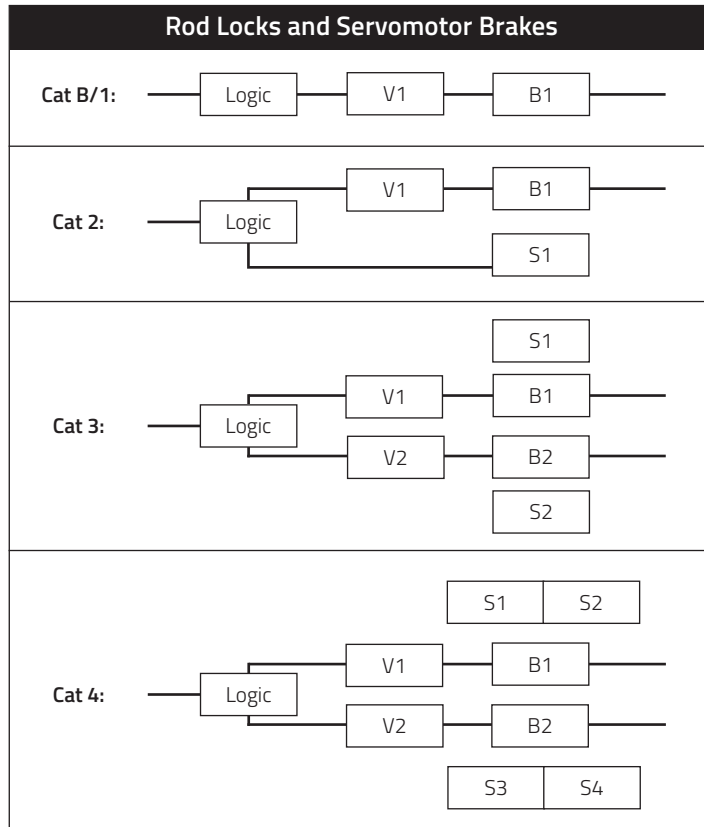 Rod Locks and Servomotor Brakes
Cat B/1: Logic V1 B1
V1 B1
Cat 2: Logic
S1
S1
V1 B1
Cat 3: Logic
V2 B2
S2
S1 S2
V1 B1
Cat 4: Logic
V2 B2
S3 S4